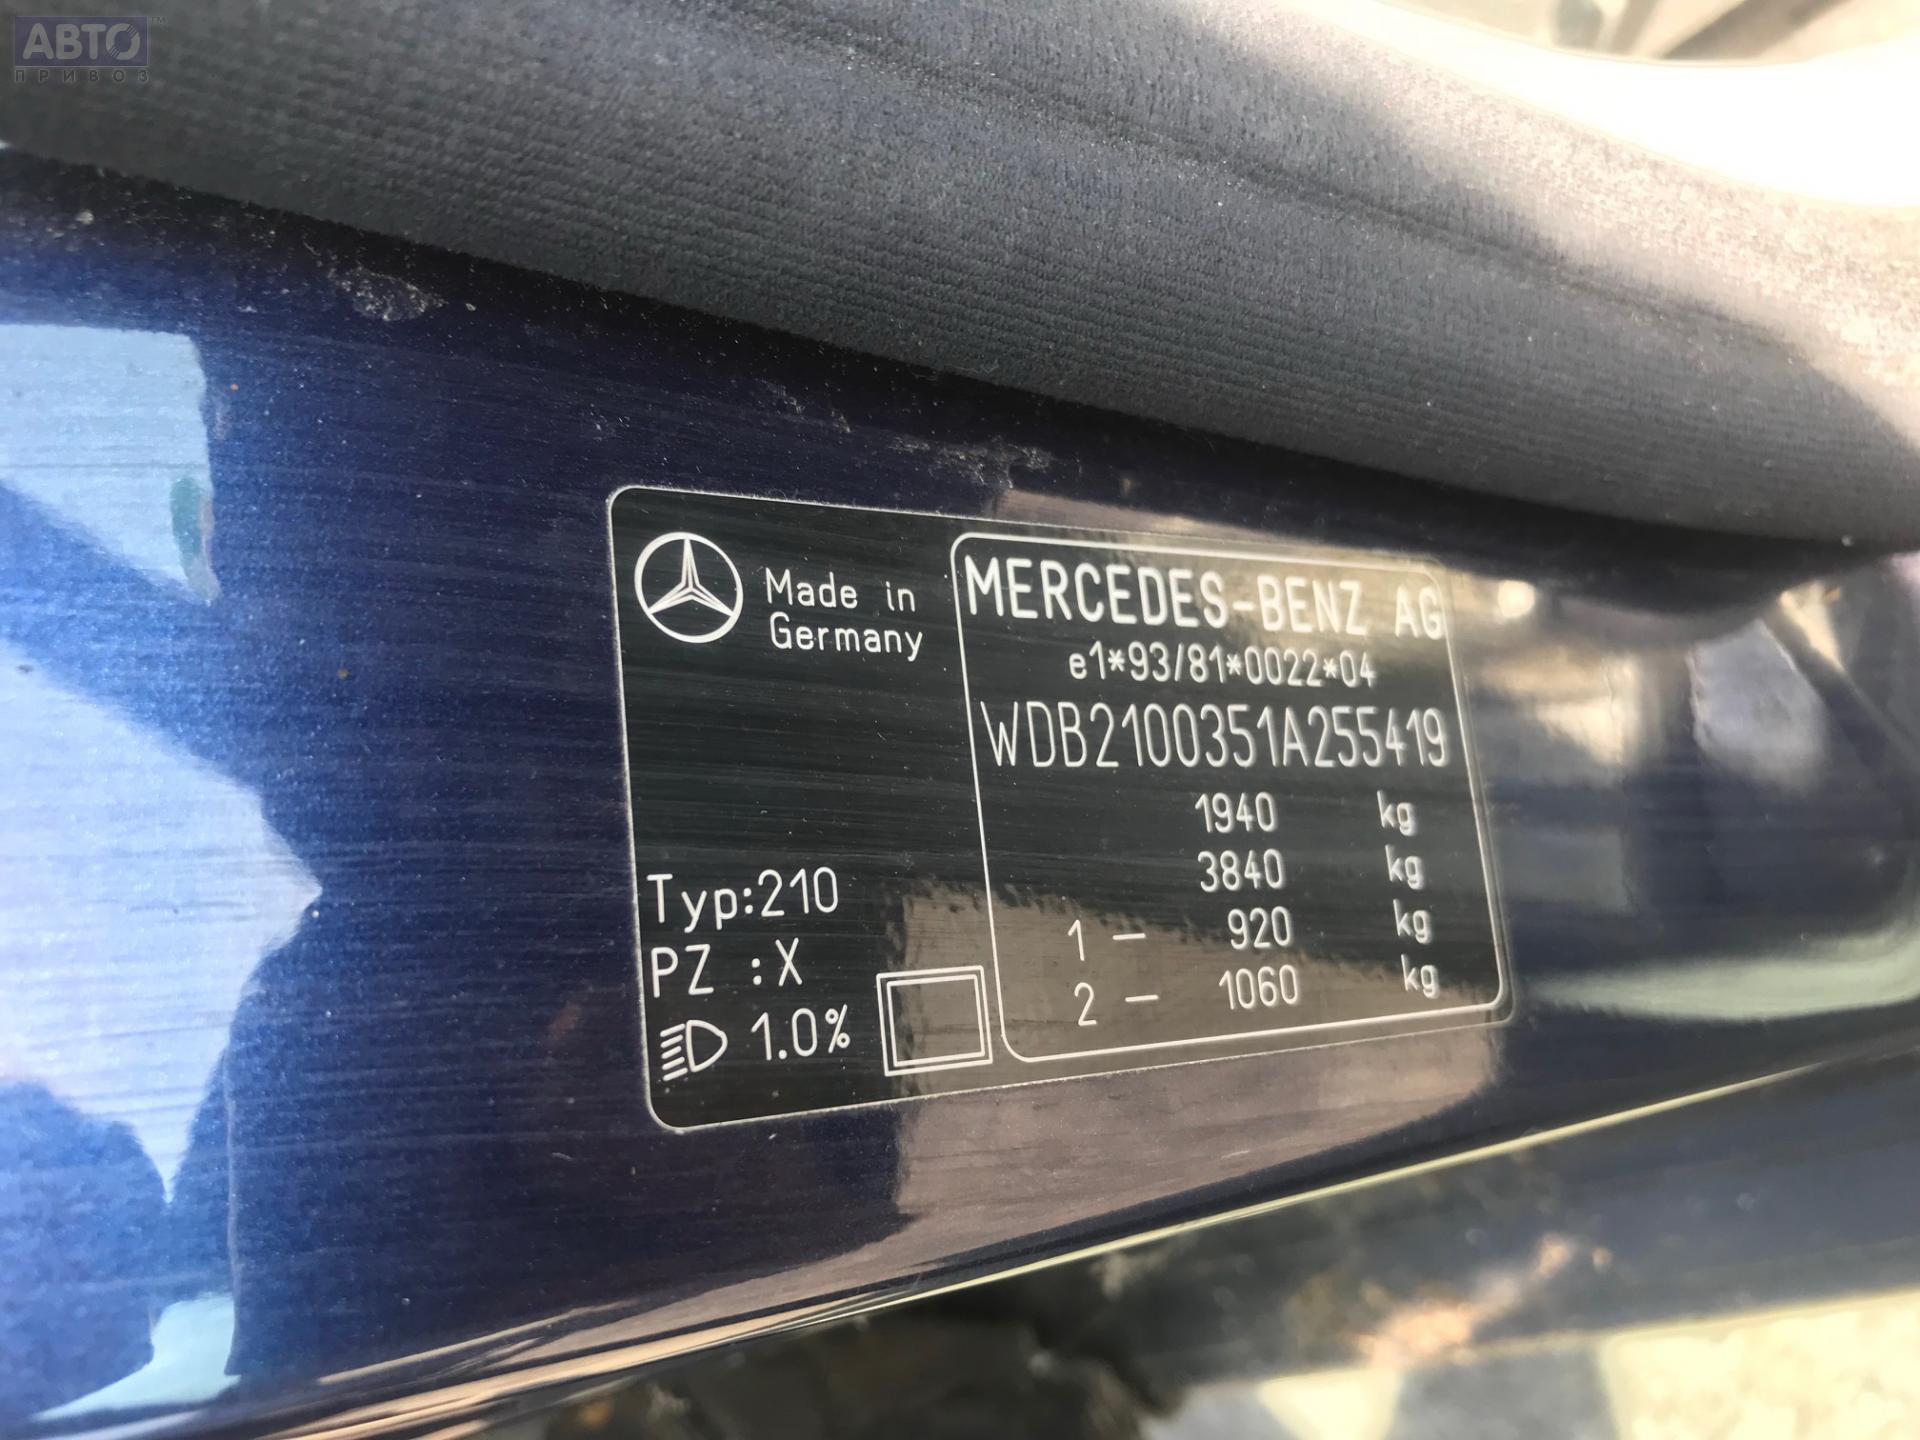 АВТО TM
ПРИВОЗ
Made in
Germany
MERCEDES-BENZ AG
e1*93/81*0022*04
WDB2100351A255419
1940 kg
3840 kg
1 – 920 kg
2 – 1060 kg
Typ:210
PZ :X
1.0%